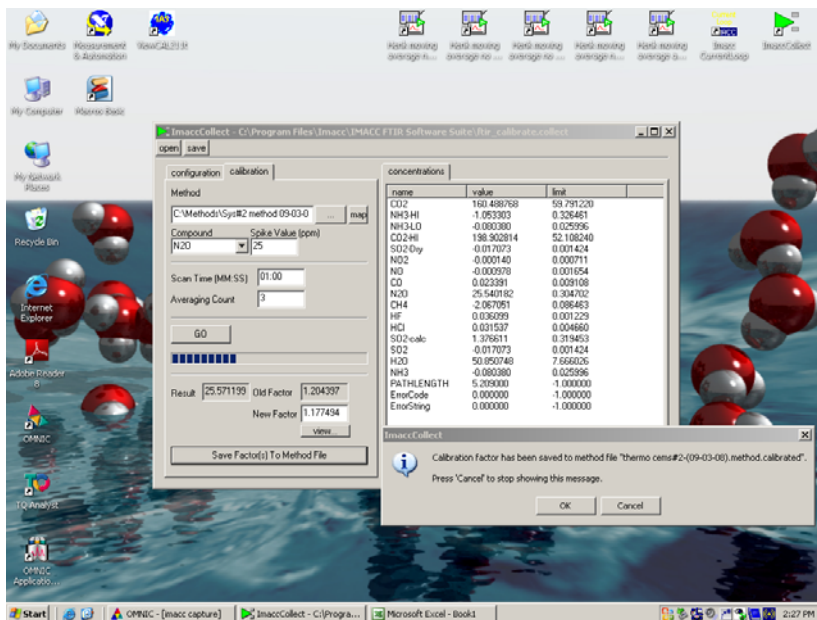 My Documents
Measurement & Automation
My Computer
Macros Basic
My Network Places
Recycle Bin
Internet Explorer
Adobe Reader 8
OMNIC
TQ Analyst
OMNIC Applicatio...
Imacc CurrentLoop
ImaccCollect
ImaccCollect - C:\Program Files\Imacc\IMACC FTIR Software Suite\ftir_calibrate.collect
open save
configuration calibration
Method
C:\Methods\Sys#2 method 09-03-0 ... map
Compound Spike Value (ppm)
N2O 25
Scan Time (MM:SS) 01:00
Averaging Count 3
GO
Result 25.571199 Old Factor 1.204397
New Factor 1.177494
view...
Save Factor(s) To Method File
concentrations
name value limit
CO2 160.488768 59.791220
NH3-HI -1.053303 0.326461
NH3-LO -0.080380 0.025996
CO2-HI 198.902814 52.108240
SO2-Dry -0.017073 0.001424
NO2 -0.000140 0.000711
NO -0.000978 0.001654
CO 0.023391 0.009108
N2O 25.540182 0.304702
CH4 -2.067051 0.086463
HF 0.036099 0.001229
HCl 0.031537 0.004660
SO2-calc 1.376611 0.319453
SO2 -0.017073 0.001424
H2O 50.850748 7.666026
NH3 -0.080380 0.025996
PATHLENGTH 5.209000 -1.000000
ErrorCode 0.000000 -1.000000
ErrorString 0.000000 -1.000000
ImaccCollect
Calibration factor has been saved to method file "thermo cems#2-(09-03-08).method.calibrated".
Press 'Cancel' to stop showing this message.
OK Cancel
Start
OMNIC - [imacc capture]
ImaccCollect - C:\Progra...
Microsoft Excel - Book1
2:27 PM